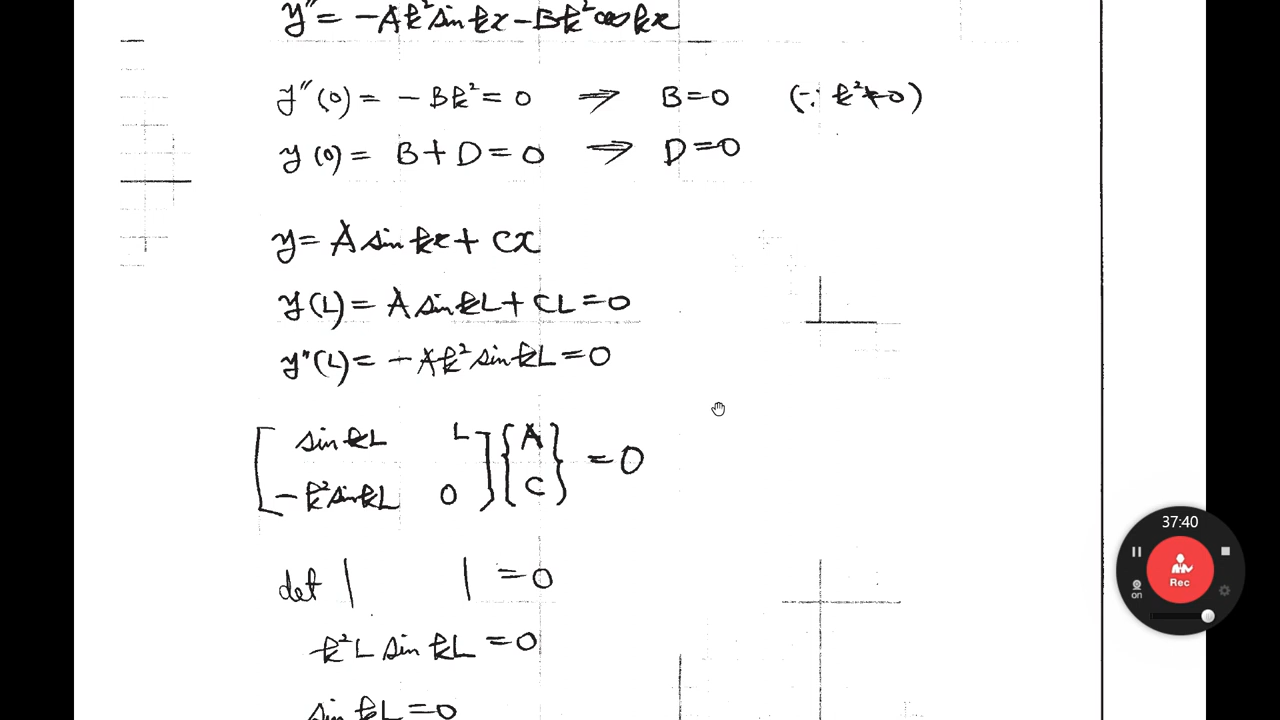 y″ = −Ak² sin kx − Bk² cos kx
y″(0) = −Bk² = 0 ⇒ B=0 (∵ k²≠0)
y(0) = B+D=0 ⇒ D=0
y= A sin kx + Cx
y(L) = A sin kL + CL = 0
y″(L) = −Ak² sin kL = 0
[ sin kL L ] { A }
[ −k² sin kL 0 ] { C } = 0
det | | = 0
k²L sin kL = 0
sin kL = 0
37:40
Rec
on